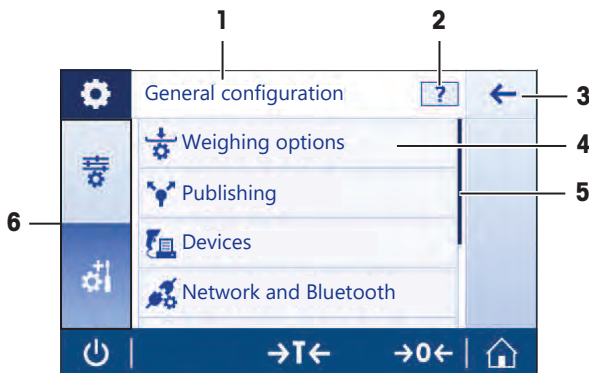 1 2
General configuration ? 3
Weighing options 4
Publishing 5
6
Devices
Network and Bluetooth
→T← →0←